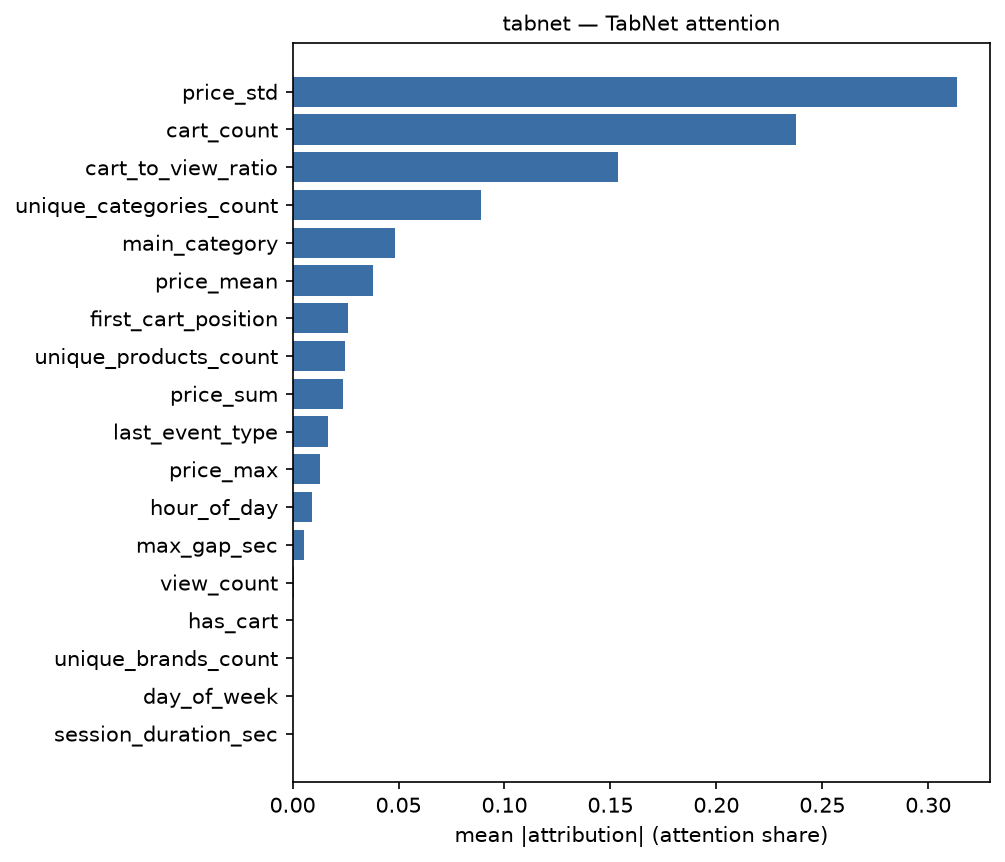 tabnet — TabNet attention
price_std
cart_count
cart_to_view_ratio
unique_categories_count
main_category
price_mean
first_cart_position
unique_products_count
price_sum
last_event_type
price_max
hour_of_day
max_gap_sec
view_count
has_cart
unique_brands_count
day_of_week
session_duration_sec
0.00 0.05 0.10 0.15 0.20 0.25 0.30
mean |attribution| (attention share)